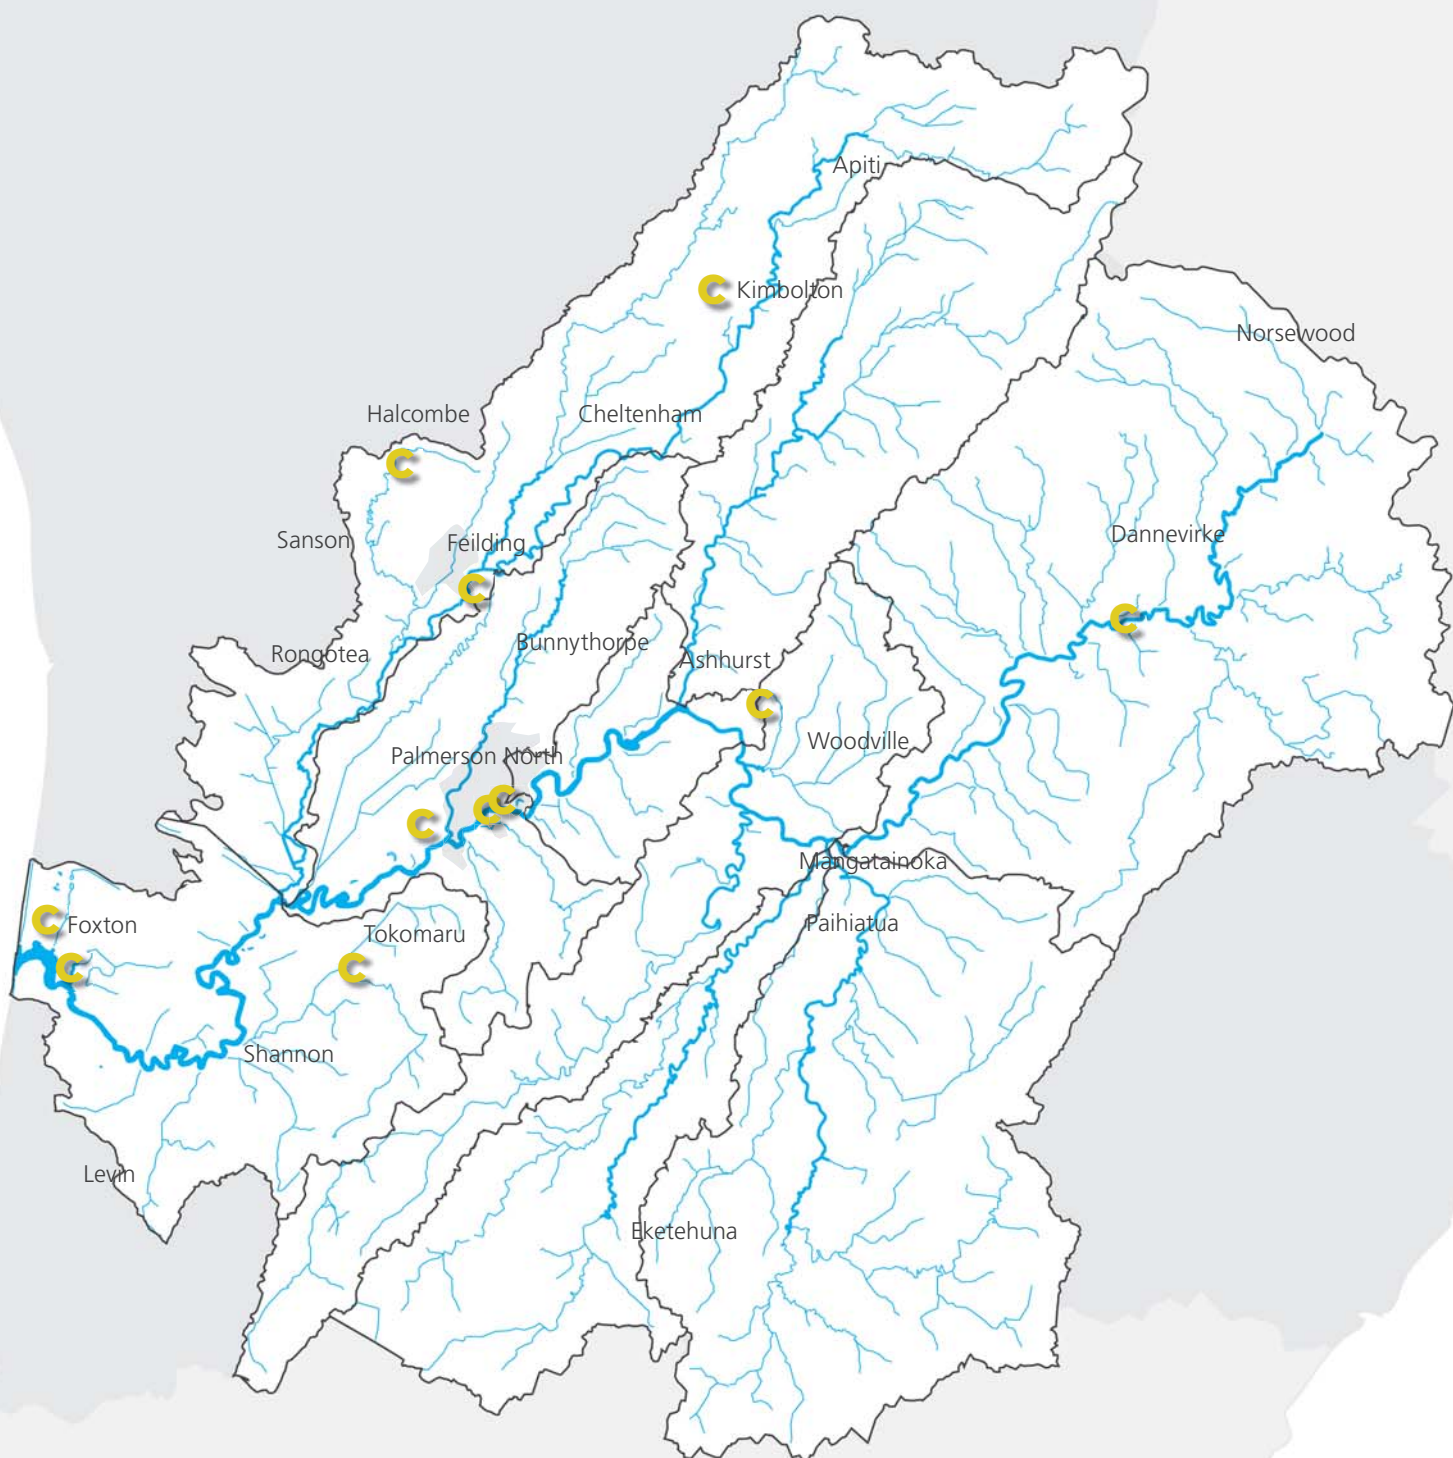 Apiti
C Kimbolton
Norsewood
Halcombe
Cheltenham
C
Dannevirke
Sanson
Feilding
C
C
Bunnythorpe
Rongotea
Ashhurst
C
Woodville
Palmerson North
C
C
C
Mangatainoka
C Foxton
Paihiatua
Tokomaru
C
C
Shannon
Levin
Eketehuna